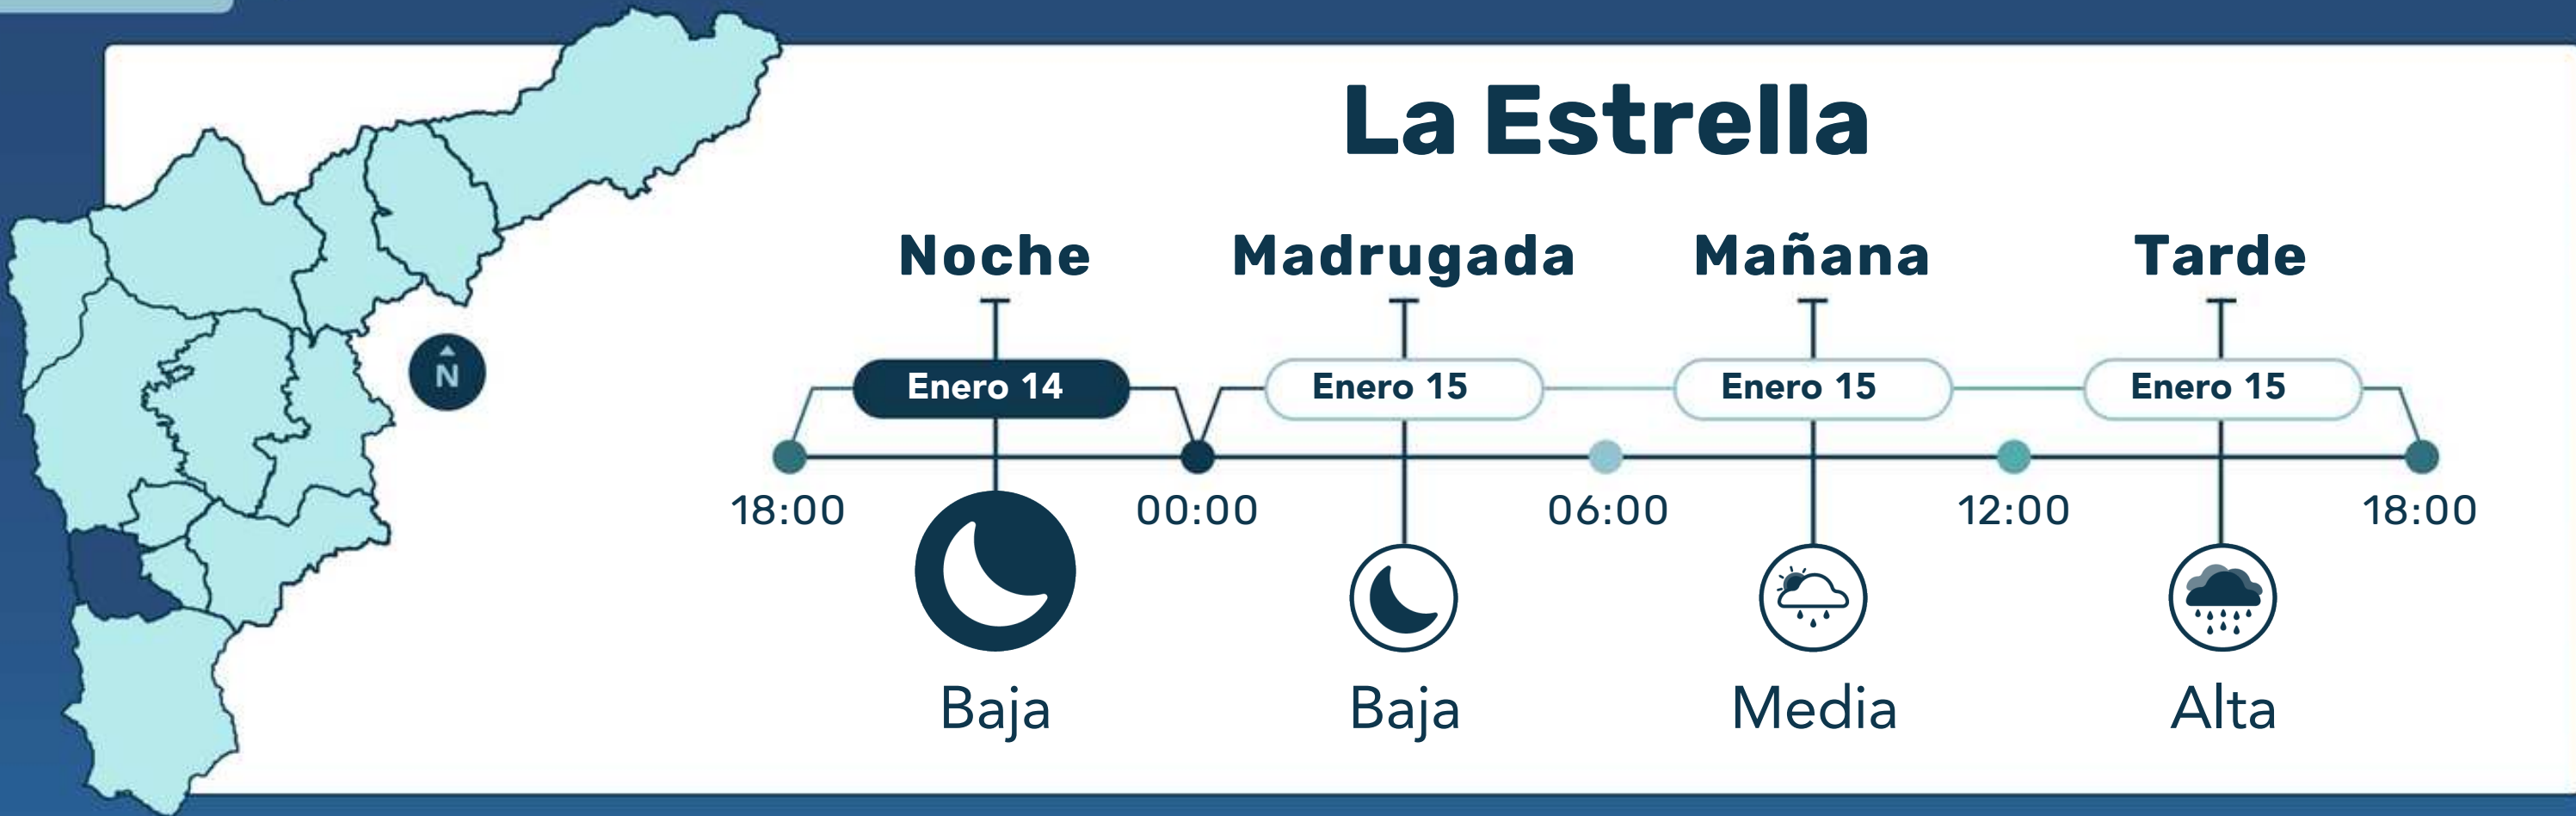 La Estrella
Noche Madrugada Mañana Tarde
Enero 14 Enero 15 Enero 15 Enero 15
N
18:00 00:00 06:00 12:00 18:00
Baja Baja Media Alta